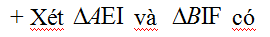 + Xét ΔAEI và ΔBIF có